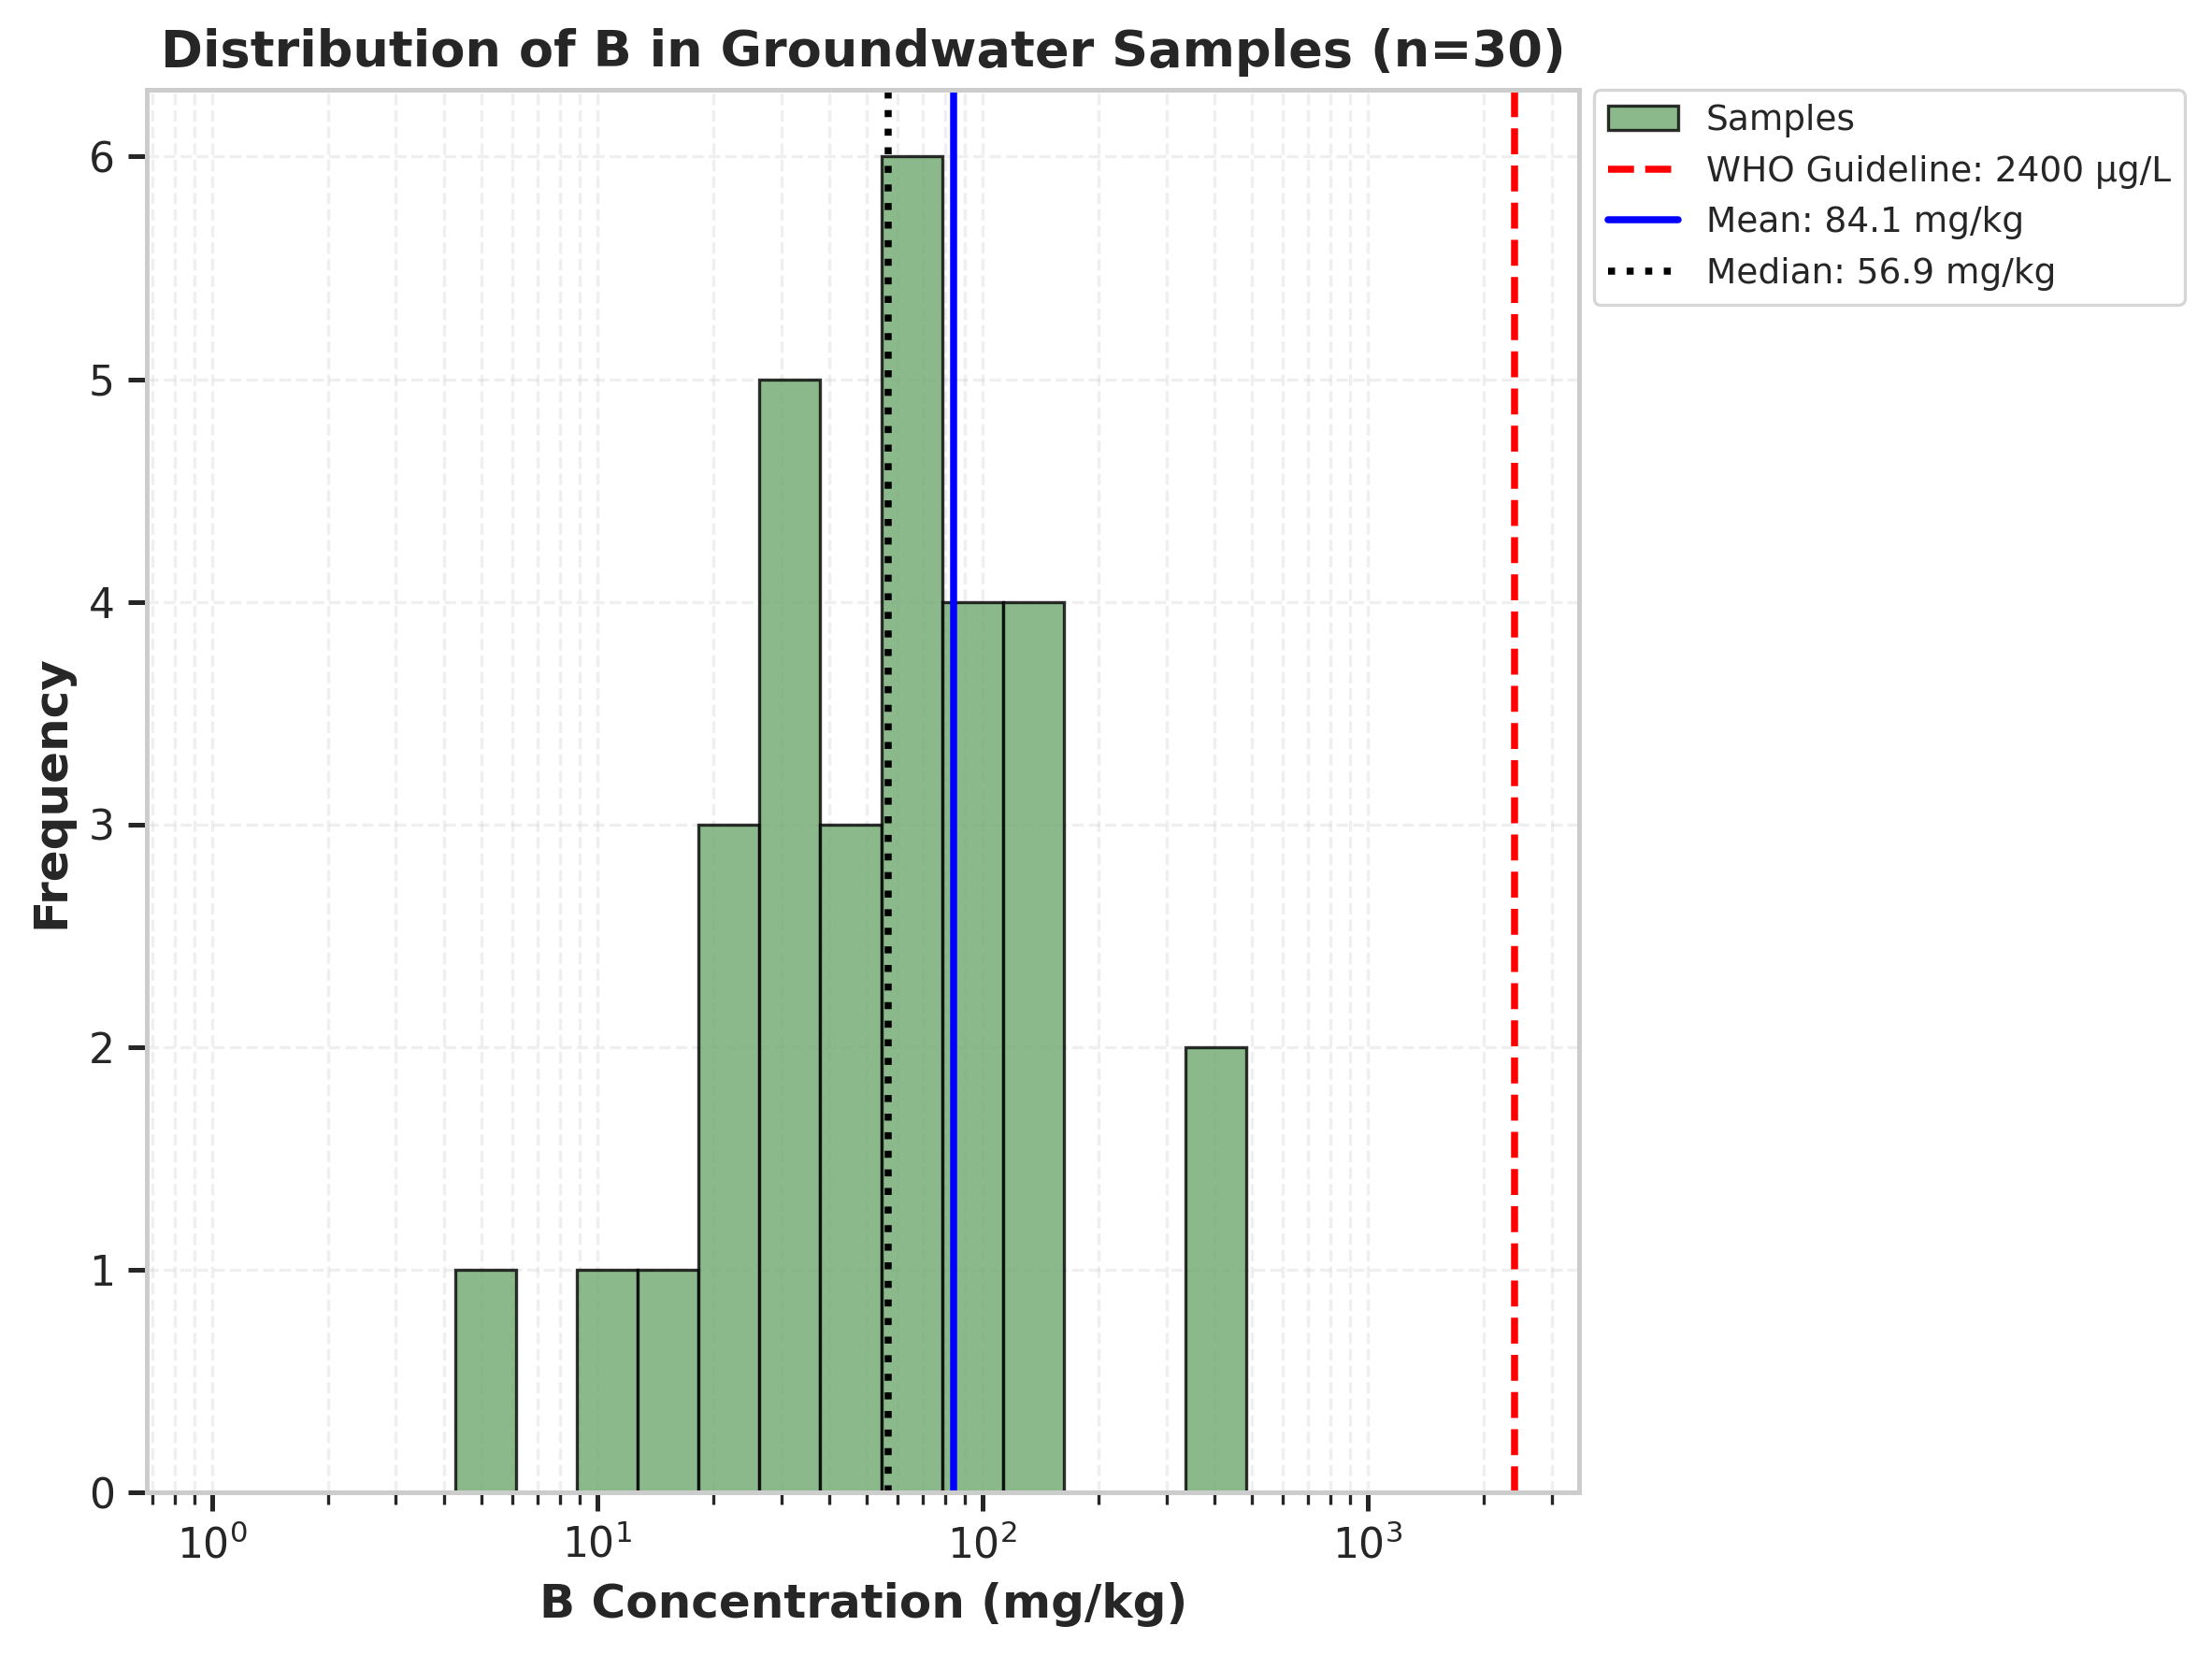 Distribution of B in Groundwater Samples (n=30)
Samples
WHO Guideline: 2400 µg/L
Mean: 84.1 mg/kg
Median: 56.9 mg/kg
Frequency
6
5
4
3
2
1
0
10⁰
10¹
10²
10³
B Concentration (mg/kg)